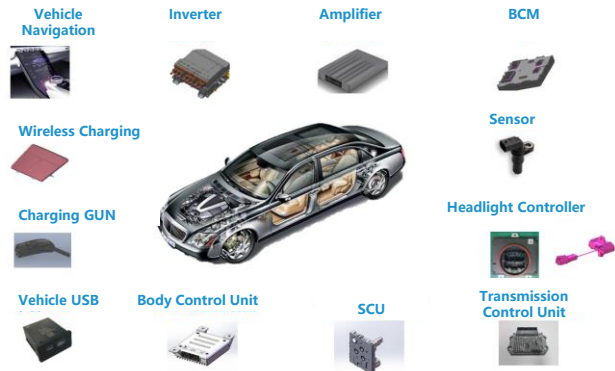 Vehicle
Navigation
Inverter
Amplifier
BCM
Wireless Charging
Sensor
Charging GUN
Headlight Controller
Vehicle USB
Body Control Unit
SCU
Transmission
Control Unit